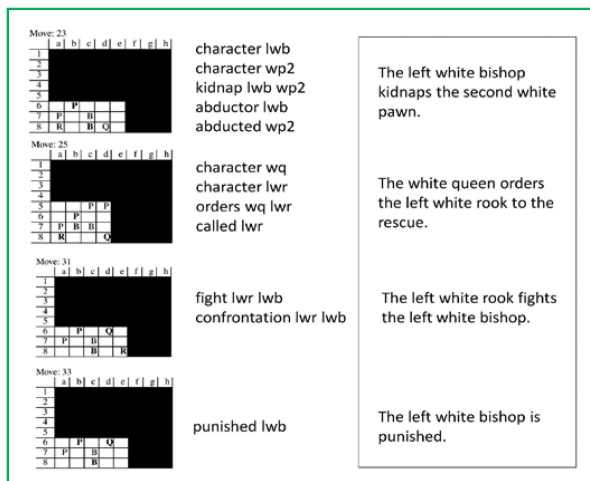 Move: 23
a b c d e f g h
1
2
3
4
5
6 P
7 P B
8 R B Q
character lwb
character wp2
kidnap lwb wp2
abductor lwb
abducted wp2
The left white bishop
kidnaps the second white
pawn.
Move: 25
a b c d e f g h
1
2
3
4
5 P P
6 P
7 P B B
8 R Q
character wq
character lwr
orders wq lwr
called lwr
The white queen orders
the left white rook to the
rescue.
Move: 31
a b c d e f g h
1
2
3
4
5
6 P Q
7 P B
8 B R
fight lwr lwb
confrontation lwr lwb
The left white rook fights
the left white bishop.
Move: 33
a b c d e f g h
1
2
3
4
5
6 P Q
7 P B
8 B
punished lwb
The left white bishop is
punished.